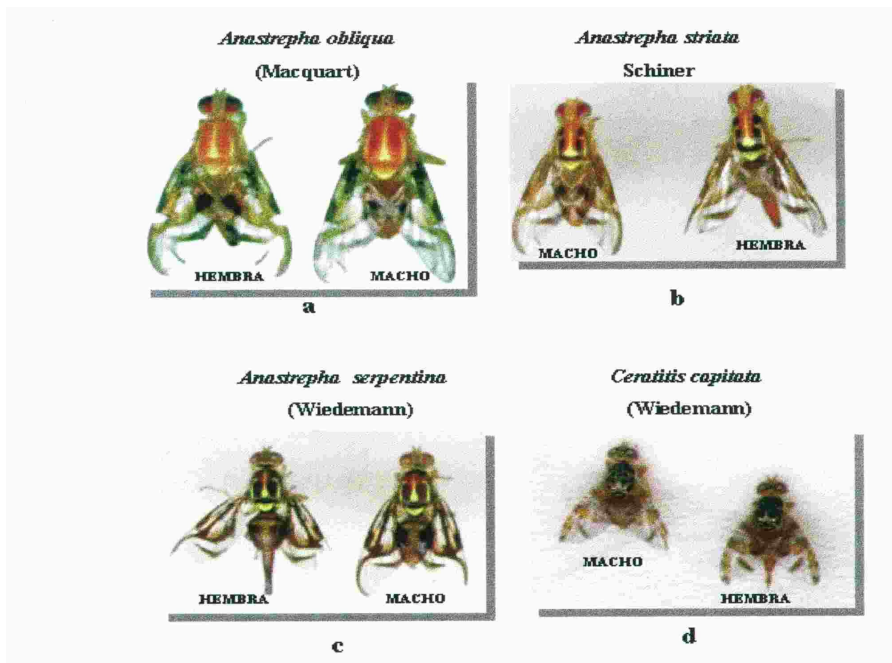 Anastrepha obliqua
(Macquart)
HEMBRA
MACHO
a
Anastrepha striata
Schiner
MACHO
HEMBRA
b
Anastrepha serpentina
(Wiedemann)
HEMBRA
MACHO
c
Ceratitis capitata
(Wiedemann)
MACHO
HEMBRA
d